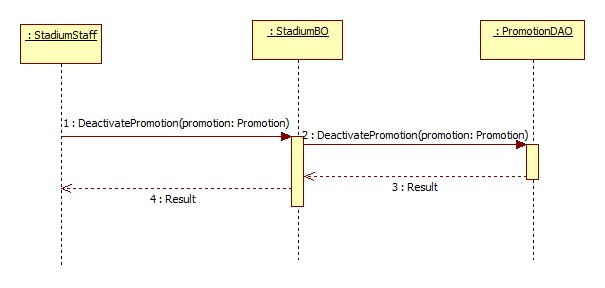 : StadiumStaff
: StadiumBO
: PromotionDAO
1 : DeactivatePromotion(promotion: Promotion)
2 : DeactivatePromotion(promotion: Promotion)
3 : Result
4 : Result